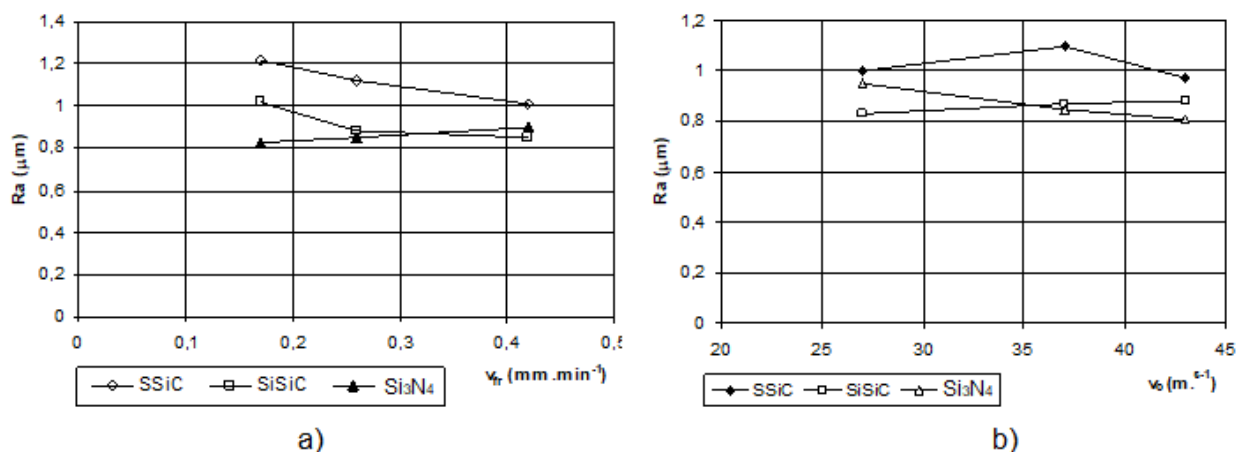 1,4
1,2
1
0,8
0,6
0,4
0,2
0
Ra (μm)
0 0,1 0,2 0,3 0,4 0,5
vfr (mm.min⁻¹)
SSiC SiSiC Si₃N₄
a)
1,2
1
0,8
0,6
0,4
0,2
0
Ra (μm)
20 25 30 35 40 45
(m.s⁻¹)
SSiC SiSiC Si₃N₄
b)